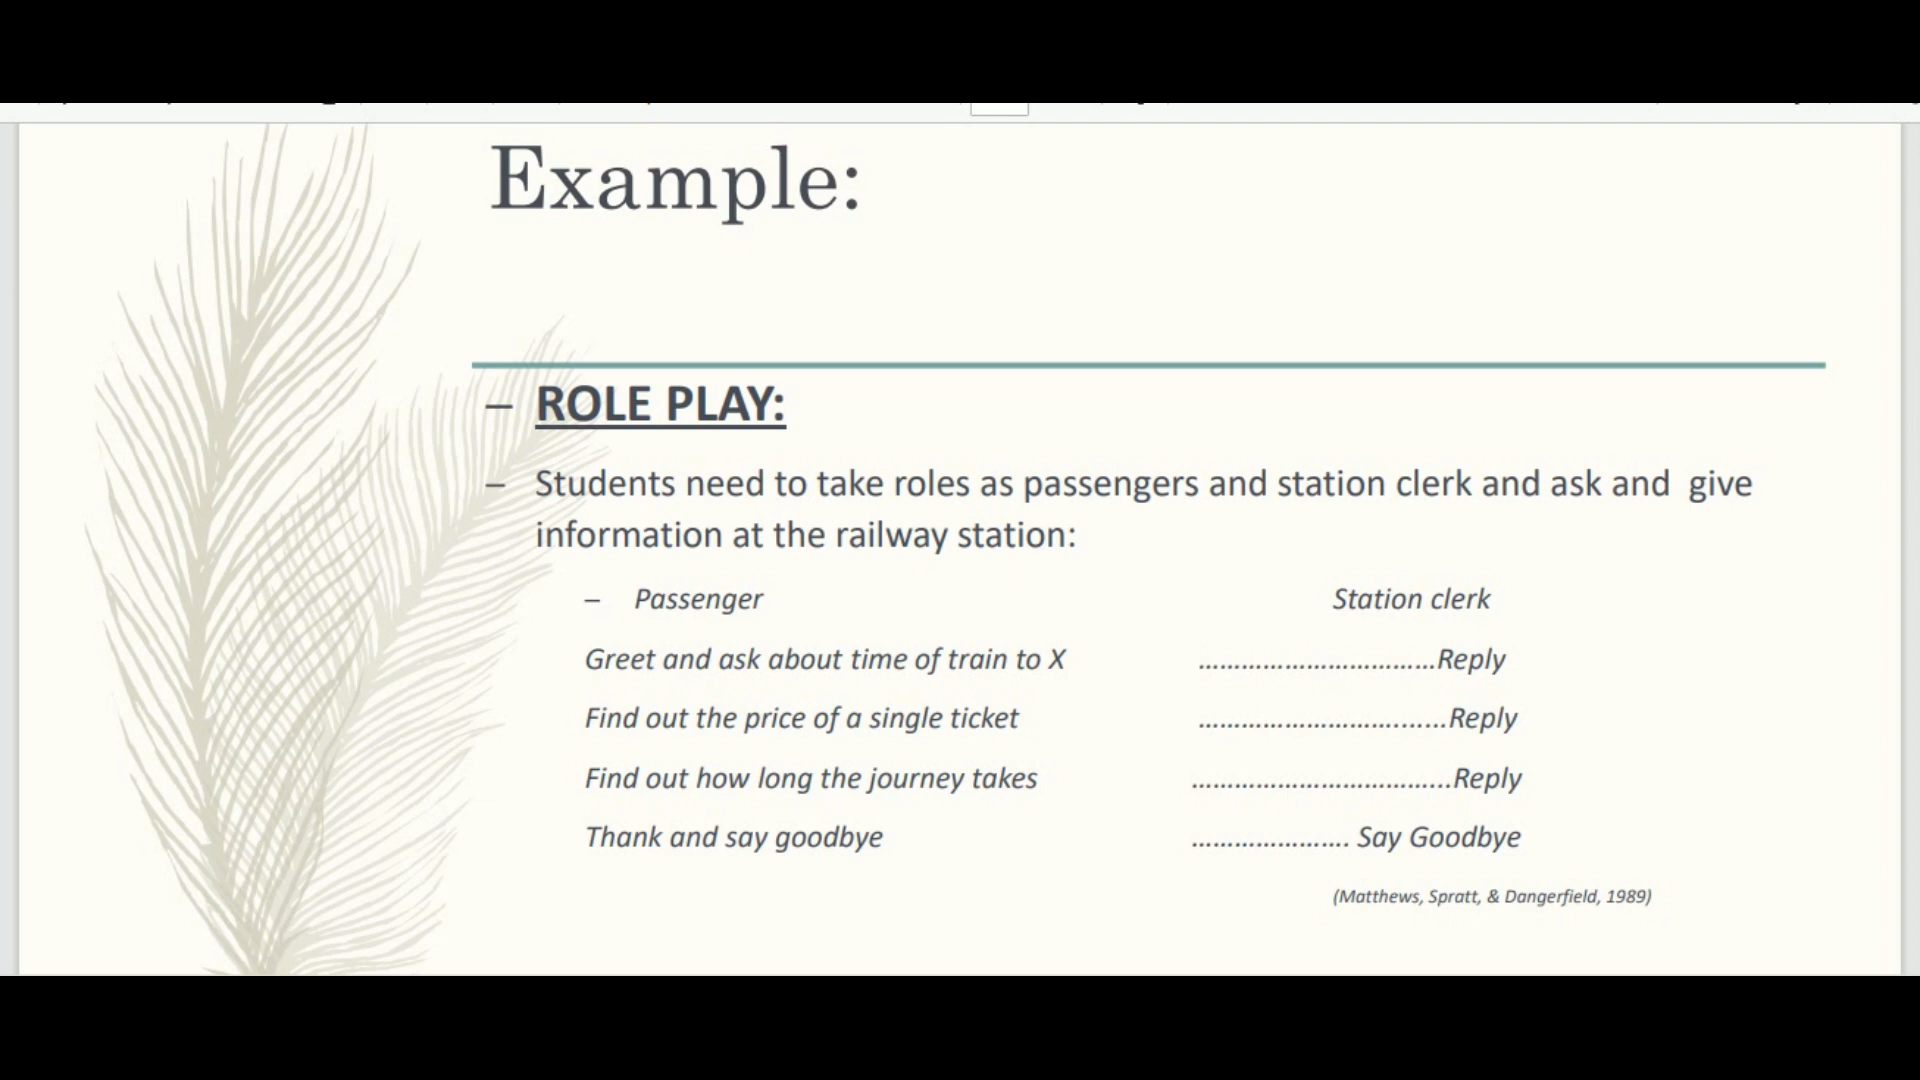 Example:
– ROLE PLAY:
– Students need to take roles as passengers and station clerk and ask and give
information at the railway station:
– Passenger Station clerk
Greet and ask about time of train to X ……………………………Reply
Find out the price of a single ticket ……………………….......Reply
Find out how long the journey takes ………………………………Reply
Thank and say goodbye …………………. Say Goodbye
(Matthews, Spratt, & Dangerfield, 1989)